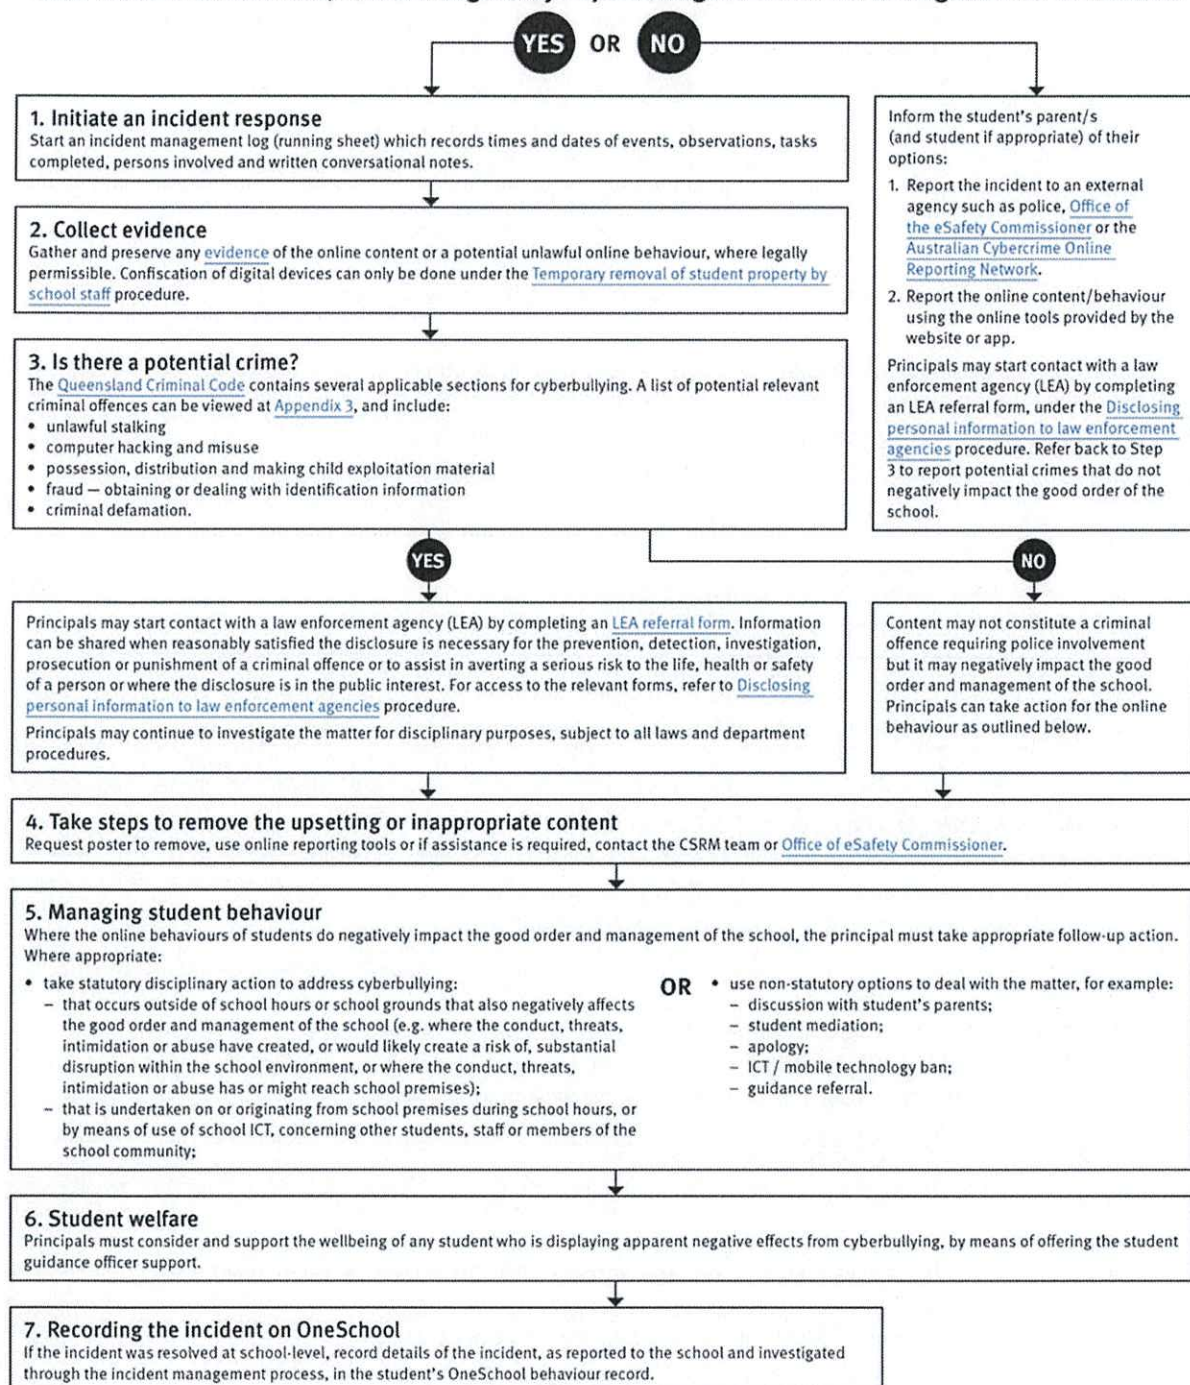 YES OR NO
1. Initiate an incident response
Start an incident management log (running sheet) which records times and dates of events, observations, tasks
completed, persons involved and written conversational notes.
2. Collect evidence
Gather and preserve any evidence of the online content or a potential unlawful online behaviour, where legally
permissible. Confiscation of digital devices can only be done under the Temporary removal of student property by
school staff procedure.
3. Is there a potential crime?
The Queensland Criminal Code contains several applicable sections for cyberbullying. A list of potential relevant
criminal offences can be viewed at Appendix 3, and include:
• unlawful stalking
• computer hacking and misuse
• possession, distribution and making child exploitation material
• fraud — obtaining or dealing with identification information
• criminal defamation.
Inform the student's parent/s
(and student if appropriate) of their
options:
1. Report the incident to an external
agency such as police, Office of
the eSafety Commissioner or the
Australian Cybercrime Online
Reporting Network.
2. Report the online content/behaviour
using the online tools provided by the
website or app.
Principals may start contact with a law
enforcement agency (LEA) by completing
an LEA referral form, under the Disclosing
personal information to law enforcement
agencies procedure. Refer back to Step
3 to report potential crimes that do not
negatively impact the good order of the
school.
YES
NO
Principals may start contact with a law enforcement agency (LEA) by completing an LEA referral form. Information
can be shared when reasonably satisfied the disclosure is necessary for the prevention, detection, investigation,
prosecution or punishment of a criminal offence or to assist in averting a serious risk to the life, health or safety
of a person or where the disclosure is in the public interest. For access to the relevant forms, refer to Disclosing
personal information to law enforcement agencies procedure.
Principals may continue to investigate the matter for disciplinary purposes, subject to all laws and department
procedures.
Content may not constitute a criminal
offence requiring police involvement
but it may negatively impact the good
order and management of the school.
Principals can take action for the online
behaviour as outlined below.
4. Take steps to remove the upsetting or inappropriate content
Request poster to remove, use online reporting tools or if assistance is required, contact the CSRM team or Office of eSafety Commissioner.
5. Managing student behaviour
Where the online behaviours of students do negatively impact the good order and management of the school, the principal must take appropriate follow-up action.
Where appropriate:
• take statutory disciplinary action to address cyberbullying:
– that occurs outside of school hours or school grounds that also negatively affects
the good order and management of the school (e.g. where the conduct, threats,
intimidation or abuse have created, or would likely create a risk of, substantial
disruption within the school environment, or where the conduct, threats,
intimidation or abuse has or might reach school premises);
– that is undertaken on or originating from school premises during school hours, or
by means of use of school ICT, concerning other students, staff or members of the
school community;
OR
• use non-statutory options to deal with the matter, for example:
– discussion with student's parents;
– student mediation;
– apology;
– ICT / mobile technology ban;
– guidance referral.
6. Student welfare
Principals must consider and support the wellbeing of any student who is displaying apparent negative effects from cyberbullying, by means of offering the student
guidance officer support.
7. Recording the incident on OneSchool
If the incident was resolved at school-level, record details of the incident, as reported to the school and investigated
through the incident management process, in the student's OneSchool behaviour record.